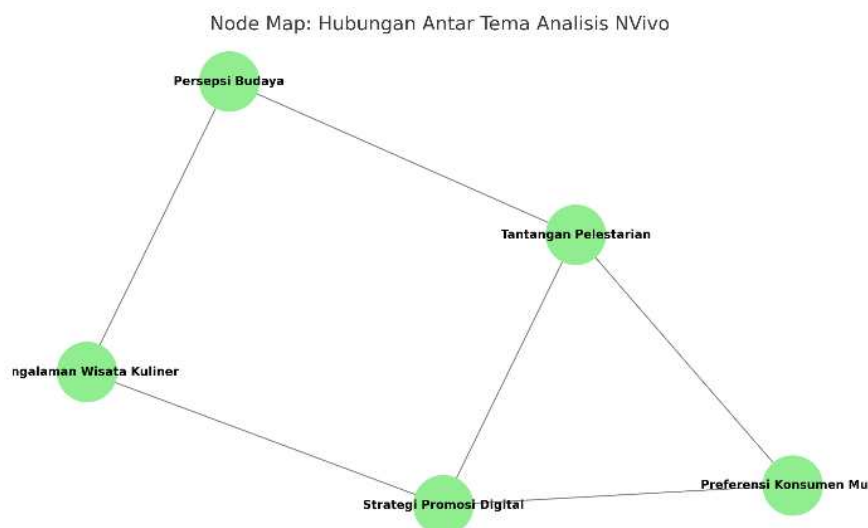 Node Map: Hubungan Antar Tema Analisis NVivo
Persepsi Budaya
Tantangan Pelestarian
ngalaman Wisata Kuliner
Strategi Promosi Digital
Preferensi Konsumen Mu